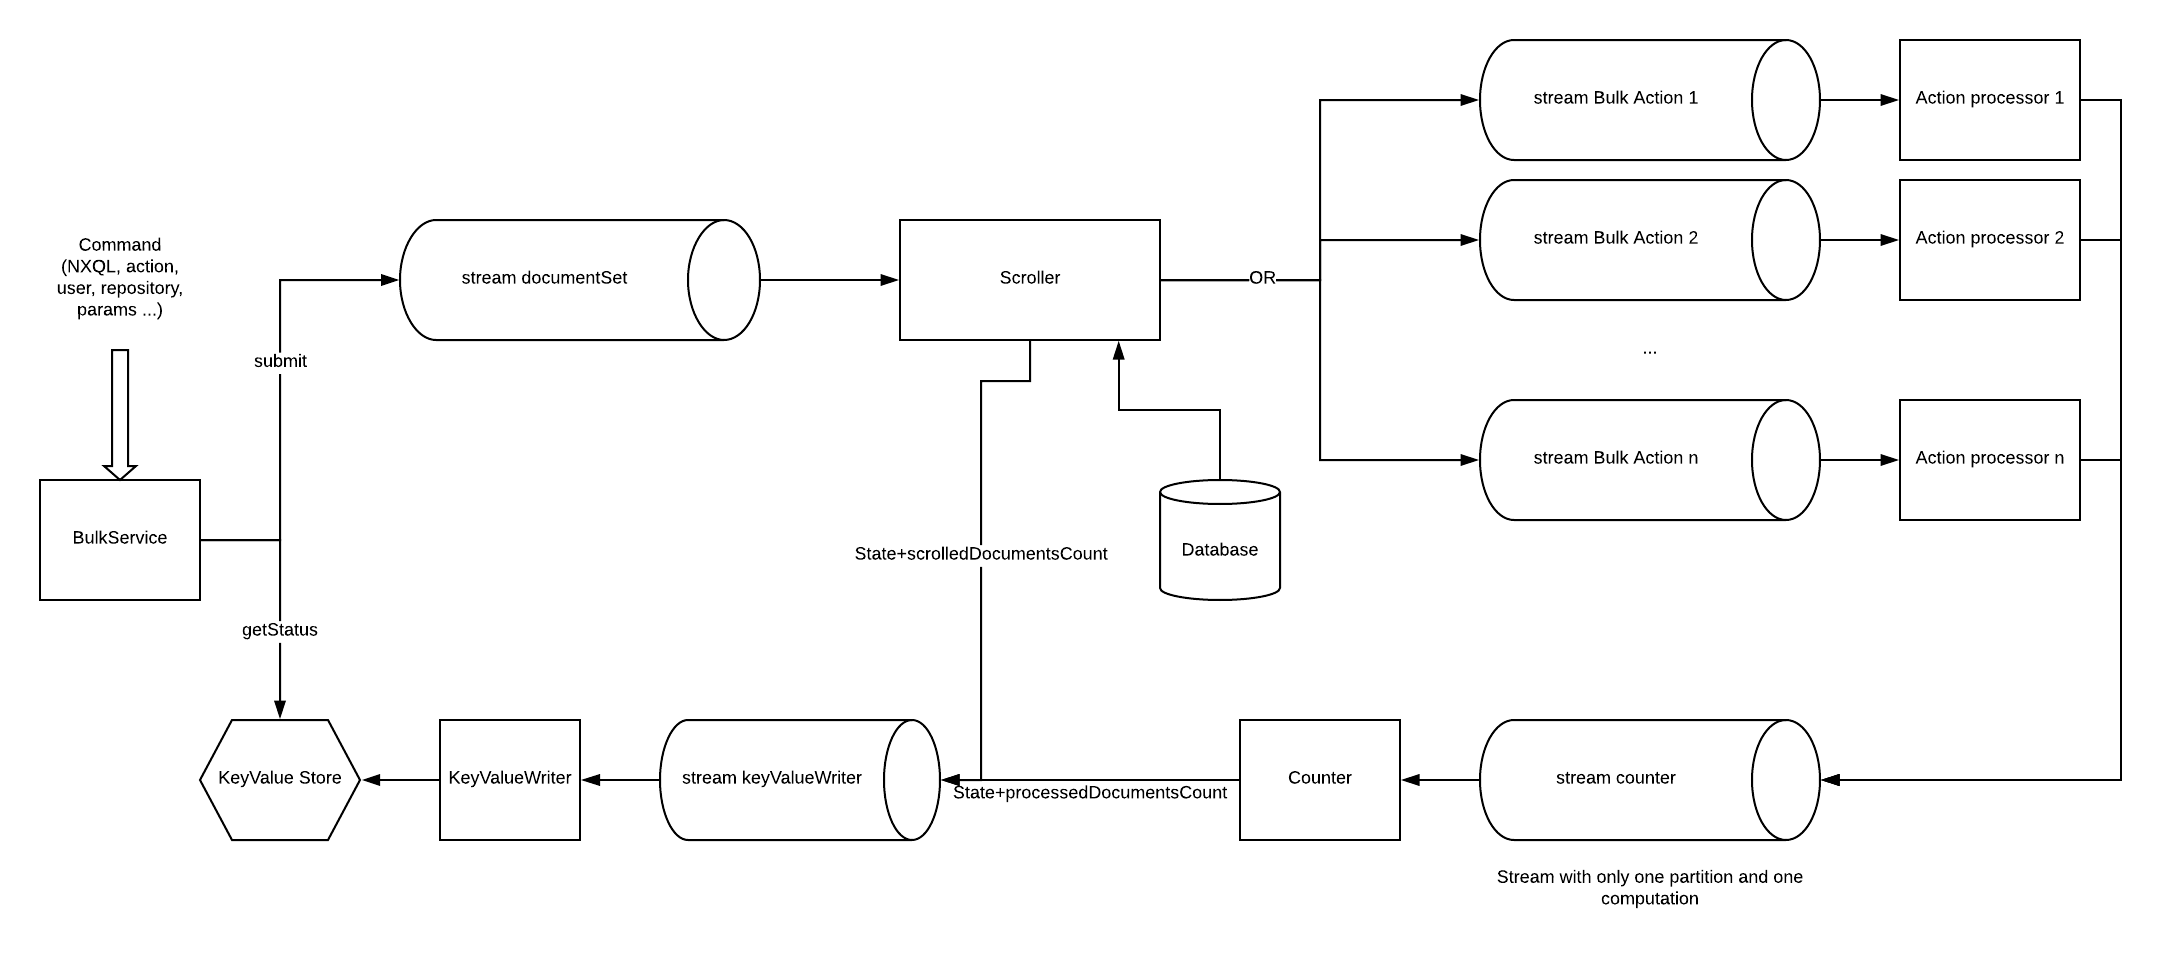 stream Bulk Action 1
Action processor 1
stream Bulk Action 2
Action processor 2
Command
(NXQL, action,
user, repository,
params ...)
stream documentSet
Scroller
OR
submit
...
stream Bulk Action n
Action processor n
BulkService
State+scrolledDocumentsCount
Database
getStatus
KeyValue Store
KeyValueWriter
stream keyValueWriter
State+processedDocumentsCount
Counter
stream counter
Stream with only one partition and one
computation